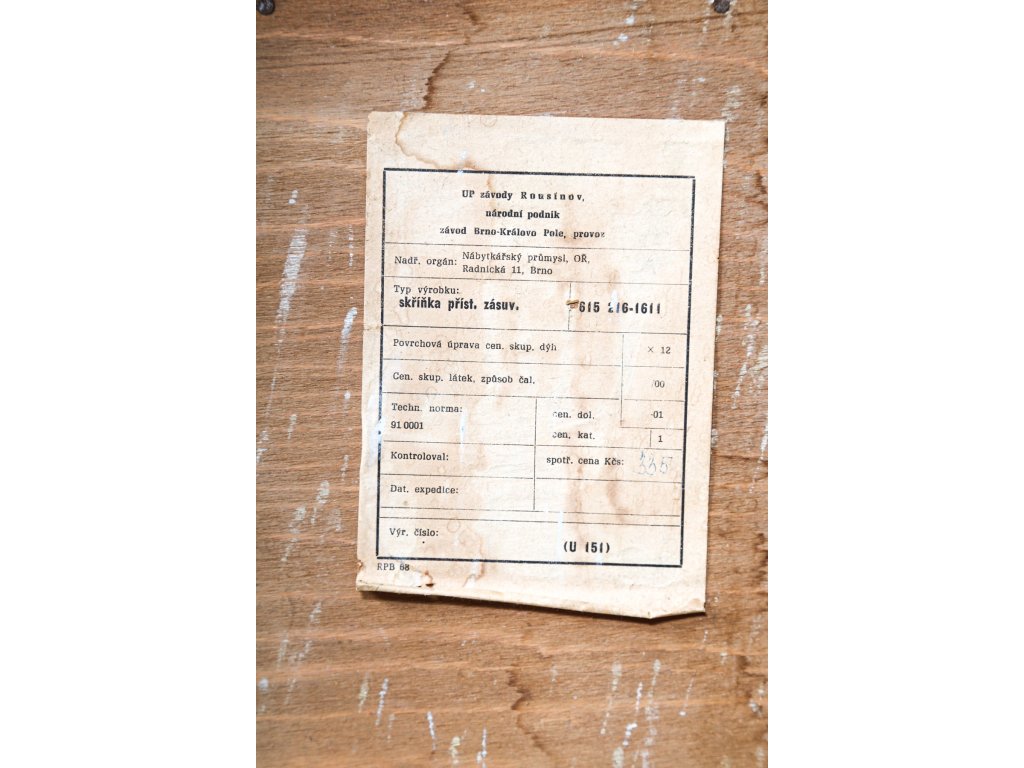 UP závody Rousínov,
národní podnik
závod Brno-Královo Pole, provoz
Nadř. orgán: Nábytkářský průmysl, OŘ,
Radnická 11, Brno
Typ výrobku:
skříňka příst. zásuv. 615 216-1611
Povrchová úprava cen. skup. dýh × 12
Cen. skup. látek, způsob čal. /00
Techn. norma: cen. dol. -01
91 0001
cen. kat. 1
Kontroloval: spotř. cena Kčs: 335
Dat. expedice:
Výr. číslo:
(U 151)
RPB 68